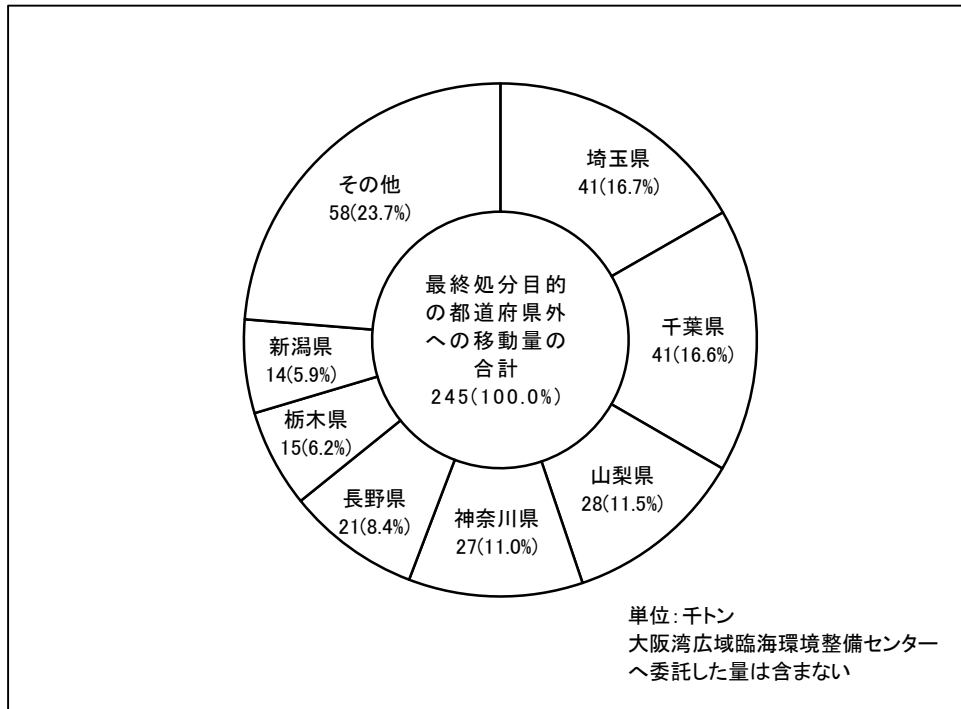 埼玉県
41(16.7%)
千葉県
41(16.6%)
山梨県
28(11.5%)
神奈川県
27(11.0%)
長野県
21(8.4%)
栃木県
15(6.2%)
新潟県
14(5.9%)
その他
58(23.7%)
最終処分目的
の都道府県外
への移動量の
合計
245(100.0%)
単位：千トン
大阪湾広域臨海環境整備センター
へ委託した量は含まない